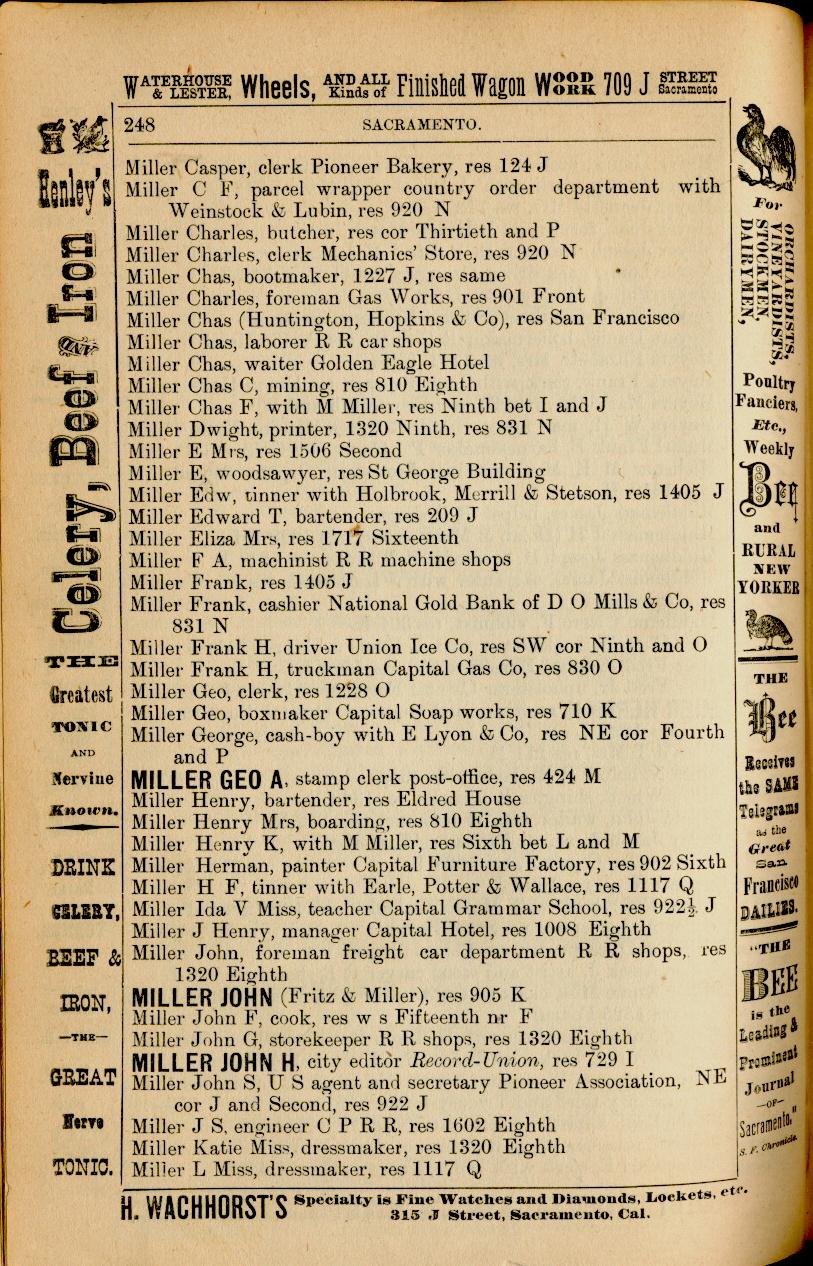 WATERHOUSE & LESTER, Wheels, AND ALL Kinds of Finished Wagon WOOD WORK 709 J STREET Sacramento
248 SACRAMENTO.
Miller Casper, clerk Pioneer Bakery, res 124 J
Miller C F, parcel wrapper country order department with
Weinstock & Lubin, res 920 N
Miller Charles, butcher, res cor Thirtieth and P
Miller Charles, clerk Mechanics' Store, res 920 N
Miller Chas, bootmaker, 1227 J, res same
Miller Charles, foreman Gas Works, res 901 Front
Miller Chas (Huntington, Hopkins & Co), res San Francisco
Miller Chas, laborer R R car shops
Miller Chas, waiter Golden Eagle Hotel
Miller Chas C, mining, res 810 Eighth
Miller Chas F, with M Miller, res Ninth bet I and J
Miller Dwight, printer, 1320 Ninth, res 831 N
Miller E Mrs, res 1506 Second
Miller E, woodsawyer, res St George Building
Miller Edw, tinner with Holbrook, Merrill & Stetson, res 1405 J
Miller Edward T, bartender, res 209 J
Miller Eliza Mrs, res 1717 Sixteenth
Miller F A, machinist R R machine shops
Miller Frank, res 1405 J
Miller Frank, cashier National Gold Bank of D O Mills & Co, res
831 N
Miller Frank H, driver Union Ice Co, res SW cor Ninth and O
Miller Frank H, truckman Capital Gas Co, res 830 O
Miller Geo, clerk, res 1228 O
Miller Geo, boxmaker Capital Soap works, res 710 K
Miller George, cash-boy with E Lyon & Co, res NE cor Fourth
and P
MILLER GEO A, stamp clerk post-office, res 424 M
Miller Henry, bartender, res Eldred House
Miller Henry Mrs, boarding, res 810 Eighth
Miller Henry K, with M Miller, res Sixth bet L and M
Miller Herman, painter Capital Furniture Factory, res 902 Sixth
Miller H F, tinner with Earle, Potter & Wallace, res 1117 Q
Miller Ida V Miss, teacher Capital Grammar School, res 922½ J
Miller J Henry, manager Capital Hotel, res 1008 Eighth
Miller John, foreman freight car department R R shops, res
1320 Eighth
MILLER JOHN (Fritz & Miller), res 905 K
Miller John F, cook, res w s Fifteenth nr F
Miller John G, storekeeper R R shops, res 1320 Eighth
MILLER JOHN H, city editor Record-Union, res 729 I
Miller John S, U S agent and secretary Pioneer Association, NE
cor J and Second, res 922 J
Miller J S, engineer C P R R, res 1602 Eighth
Miller Katie Miss, dressmaker, res 1320 Eighth
Miller L Miss, dressmaker, res 1117 Q
Henley's
Celery, Beef and Iron
THE
Greatest
TONIC
AND
Nervine
Known.
DRINK
CELERY,
BEEF &
IRON,
—THE—
GREAT
Nerve
TONIC.
For
ORCHARDISTS,
VINEYARDISTS,
STOCKMEN,
DAIRYMEN,
Poultry
Fanciers,
Etc.,
Weekly
Bee
and
RURAL
NEW
YORKER
THE
Bee
Receives
the SAME
Telegrams
as the
Great
San
Francisco
DAILIES.
"THE
BEE
is the
Leading &
Prominent
Journal
—OF—
Sacramento."
S. F. Chronicle.
H. WACHHORST'S Specialty is Fine Watches and Diamonds, Lockets, etc.
315 J Street, Sacramento, Cal.